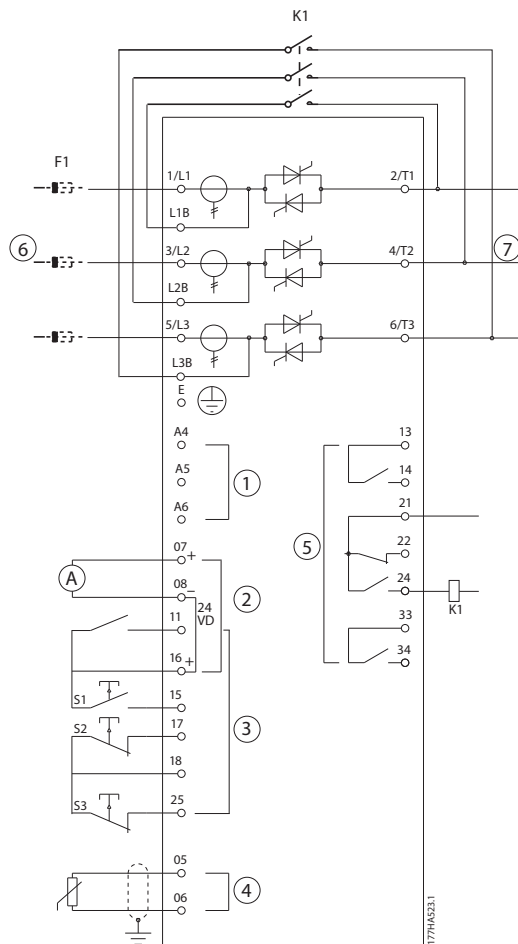 K1
F1
1/L1
2/T1
L1B
6
3/L2
4/T2
7
L2B
5/L3
6/T3
L3B
E
A4
13
1
A5
14
A6
21
5
22
07 +
A
08 –
2
24
24
VD
K1
11
33
16 +
34
S1
15
3
S2
17
18
S3
25
05
4
06
177HA523.1